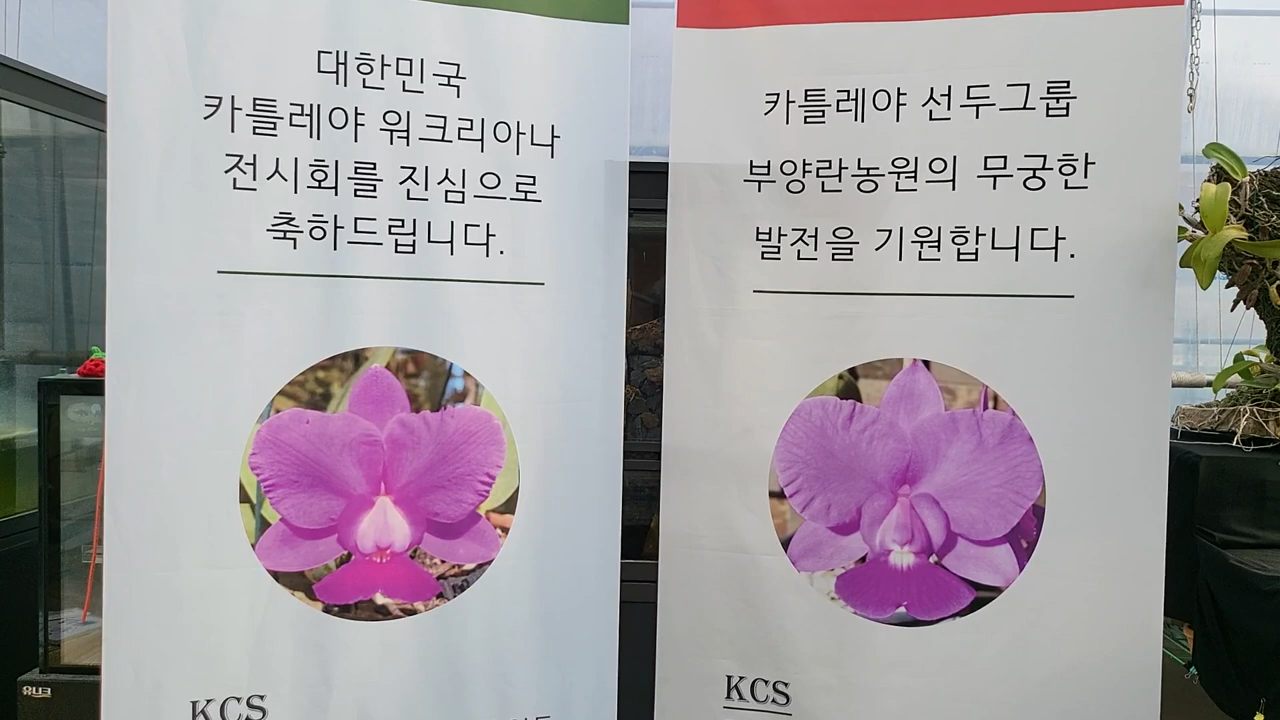 대한민국
카틀레야 워크리아나
전시회를 진심으로
축하드립니다.
KCS
카틀레야 선두그룹
부양란농원의 무궁한
발전을 기원합니다.
KCS
유니크